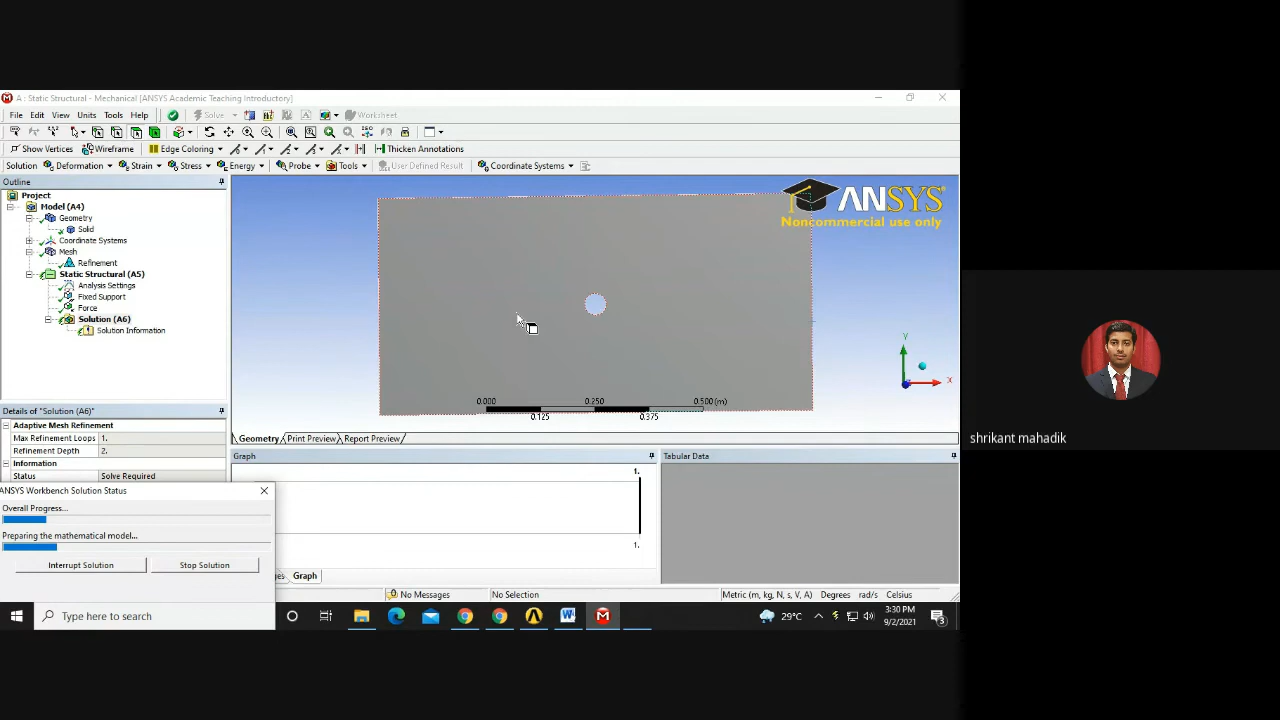 A : Static Structural - Mechanical [ANSYS Academic Teaching Introductory]
File Edit View Units Tools Help Solve Worksheet
Show Vertices Wireframe Edge Coloring Thicken Annotations
Solution Deformation Strain Stress Energy Probe Tools User Defined Result Coordinate Systems
Outline
Project
Model (A4)
Geometry
Solid
Coordinate Systems
Mesh
Refinement
Static Structural (A5)
Analysis Settings
Fixed Support
Force
Solution (A6)
Solution Information
ANSYS
Noncommercial use only
Y
X
0.000 0.250 0.500 (m)
0.125 0.375
Details of "Solution (A6)"
Adaptive Mesh Refinement
Max Refinement Loops 1.
Refinement Depth 2.
Information
Status Solve Required
Geometry Print Preview Report Preview
Graph
1.
1.
Tabular Data
ANSYS Workbench Solution Status
Overall Progress...
Preparing the mathematical model...
Interrupt Solution Stop Solution
Graph
No Messages No Selection Metric (m, kg, N, s, V, A) Degrees rad/s Celsius
Type here to search
29°C
3:30 PM
9/2/2021
3
shrikant mahadik